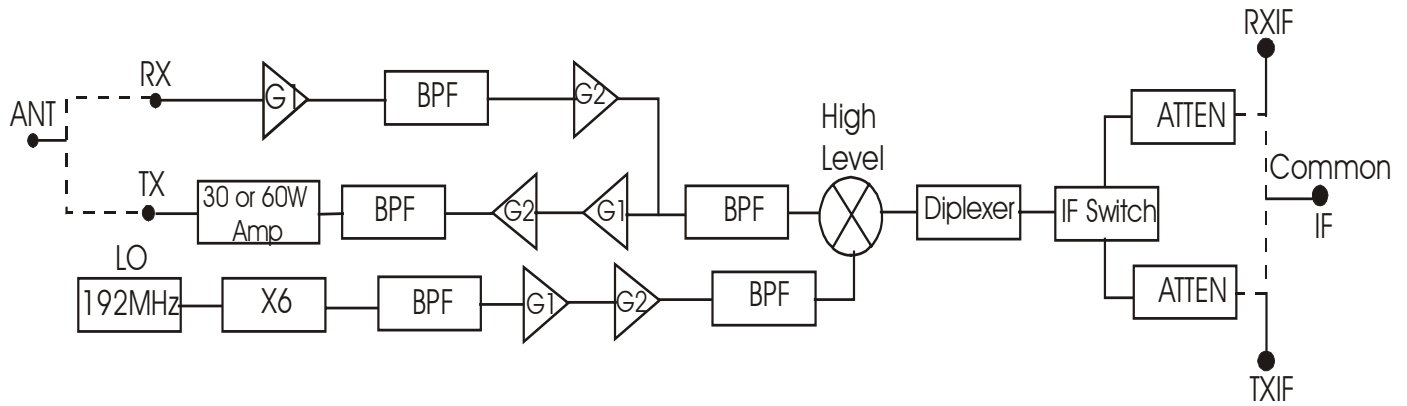 RXIF
RX
G1
BPF
G2
ANT
High
Level
ATTEN
Common
IF
TX
30 or 60W
Amp
BPF
G2
G1
BPF
Diplexer
IF Switch
LO
192MHz
X6
BPF
G1
G2
BPF
ATTEN
TXIF